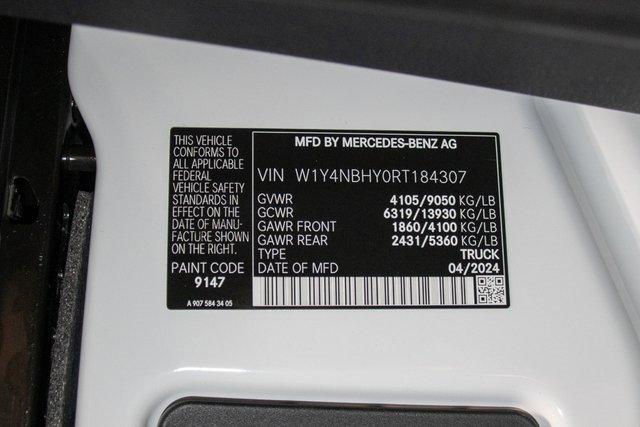 THIS VEHICLE
CONFORMS TO
ALL APPLICABLE
FEDERAL
VEHICLE SAFETY
STANDARDS IN
EFFECT ON THE
DATE OF MANU-
FACTURE SHOWN
ON THE RIGHT.
PAINT CODE
9147
A 907 584 34 05
MFD BY MERCEDES-BENZ AG
VIN W1Y4NBHY0RT184307
GVWR 4105/9050 KG/LB
GCWR 6319/13930 KG/LB
GAWR FRONT 1860/4100 KG/LB
GAWR REAR 2431/5360 KG/LB
TYPE TRUCK
DATE OF MFD 04/2024